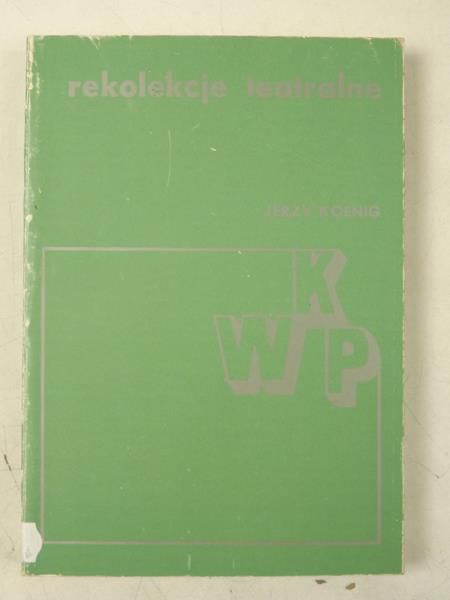 rekolekcje teatralne
JERZY KOENIG
K
W P